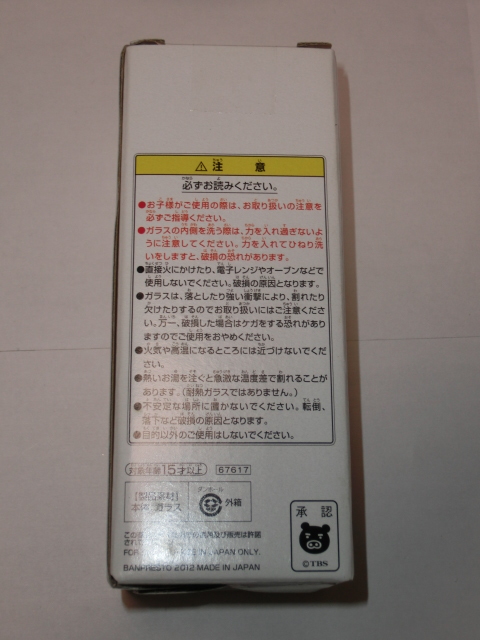 ⚠注意
必ずお読みください。
●お子様がご使用の際は、お取り扱いの注意を
必ずご指導ください。
●ガラスの内側を洗う際は、力を入れ過ぎないよ
うに注意してください。力を入れてひねり洗
いをしますと、破損の恐れがあります。
●直接火にかけたり、電子レンジやオーブンなどで
使用しないでください。破損の原因となります。
●ガラスは、落としたり強い衝撃により、割れたり
欠けたりするのでお取り扱いにはご注意くださ
い。万一、破損した場合はケガをする恐れがあり
ますのでご使用をおやめください。
●火気や高温になるところには近づけないでくだ
さい。
●熱いお湯を注ぐと急激な温度差で割れることが
あります。(耐熱ガラスではありません。)
●不安定な場所に置かないでください。転倒、
落下など破損の原因となります。
●目的以外のご使用はしないでください。
対象年齢15才以上 67617
【製品素材】
本体 ガラス
ダンボール
外箱
承認
©TBS
及び販売は許諾
FOR IN JAPAN ONLY.
BANPRESTO 2012 MADE IN JAPAN